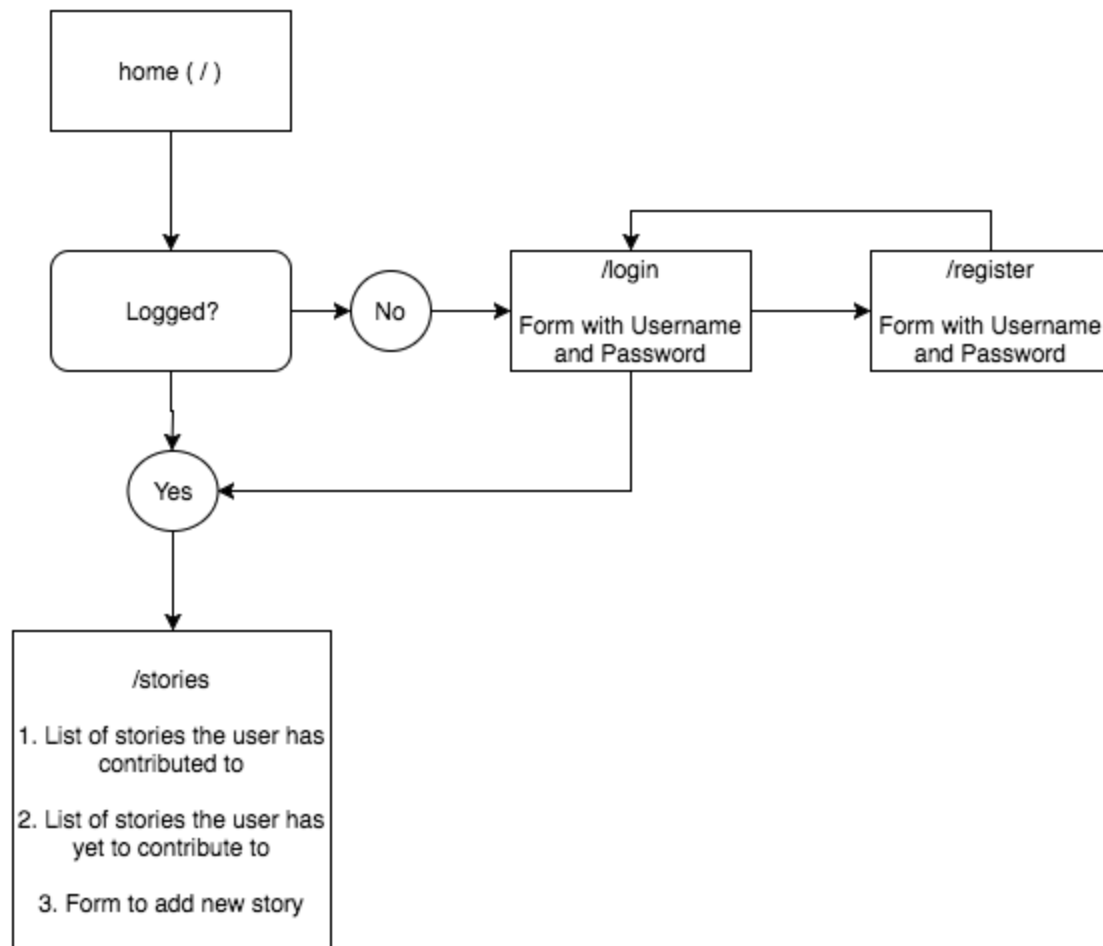 home ( / )
Logged?
No
/login
Form with Username
and Password
/register
Form with Username
and Password
Yes
/stories
1. List of stories the user has
contributed to
2. List of stories the user has
yet to contribute to
3. Form to add new story